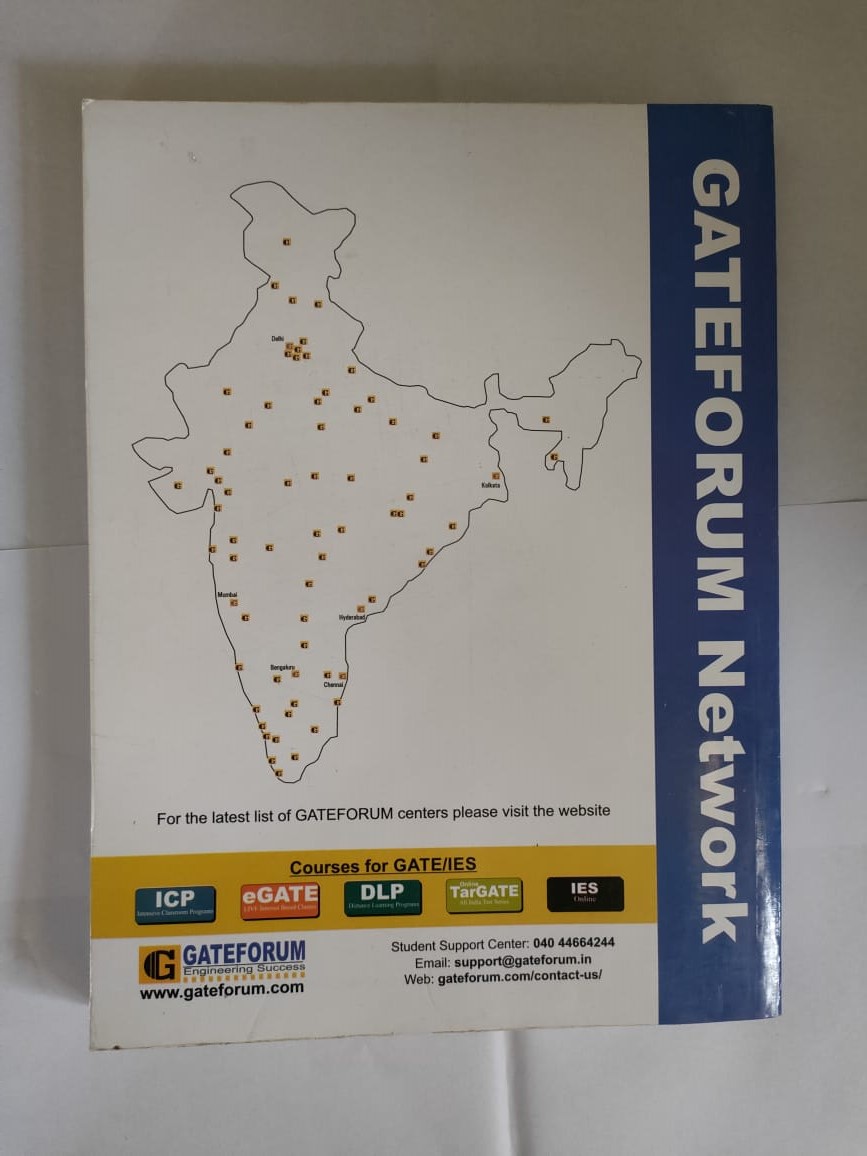 GATEFORUM Network
Delhi
Kolkata
Mumbai
Hyderabad
Bengaluru
Chennai
For the latest list of GATEFORUM centers please visit the website
Courses for GATE/IES
ICP
Intensive Classroom Programs
eGATE
LIVE Internet Based Classes
DLP
Distance Learning Programs
Online
TarGATE
All India Test Series
IES
Online
G GATEFORUM
Engineering Success
www.gateforum.com
Student Support Center: 040 44664244
Email: support@gateforum.in
Web: gateforum.com/contact-us/